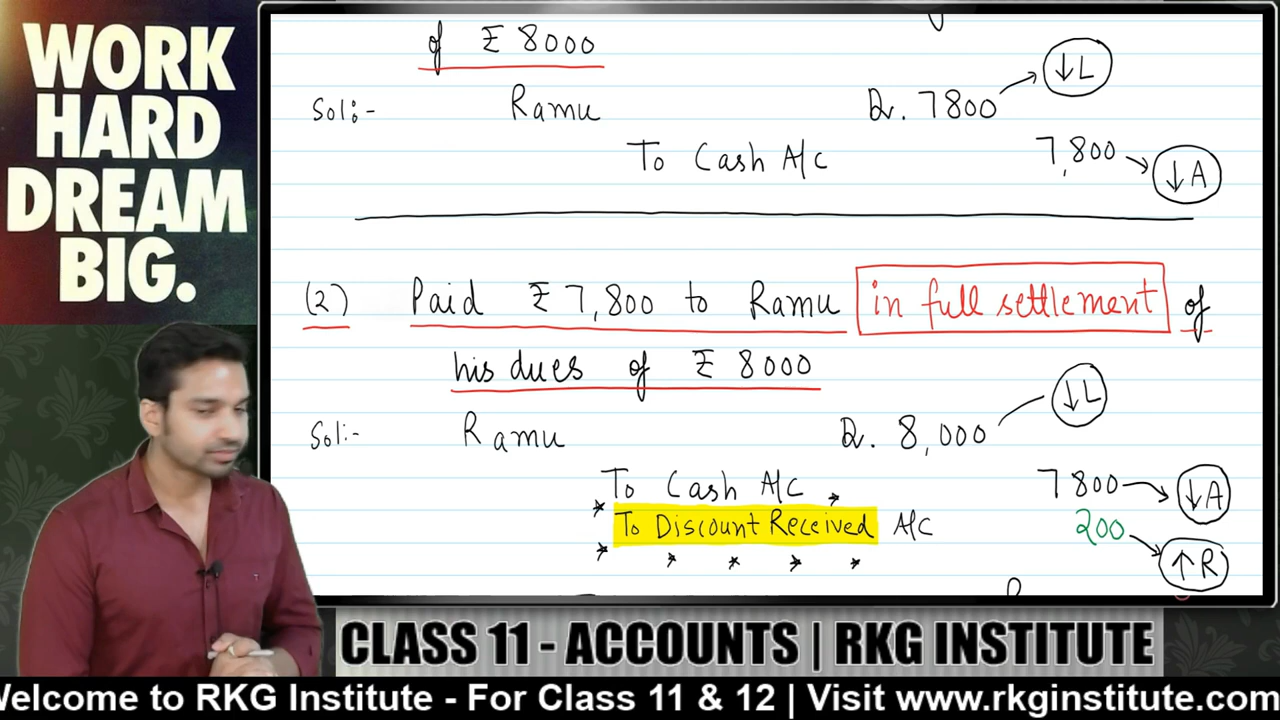 WORK
HARD
DREAM
BIG.
of ₹ 8000
Sol:- Ramu Dr. 7800 ↓L
To Cash A/c 7,800 ↓A
(2) Paid ₹ 7,800 to Ramu in full settlement of
his dues of ₹ 8000
Sol:- Ramu Dr. 8,000 ↓L
To Cash A/c 7800 ↓A
To Discount Received A/c 200 ↑R
CLASS 11 - ACCOUNTS | RKG INSTITUTE
Welcome to RKG Institute - For Class 11 & 12 | Visit www.rkginstitute.com